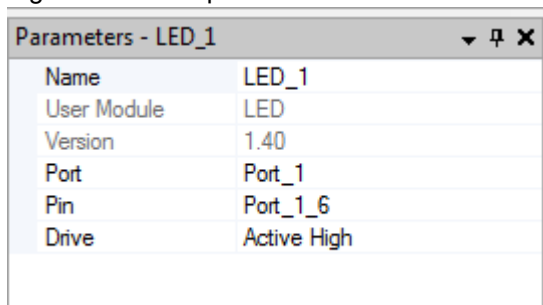 Parameters - LED_1
Name LED_1
User Module LED
Version 1.40
Port Port_1
Pin Port_1_6
Drive Active High